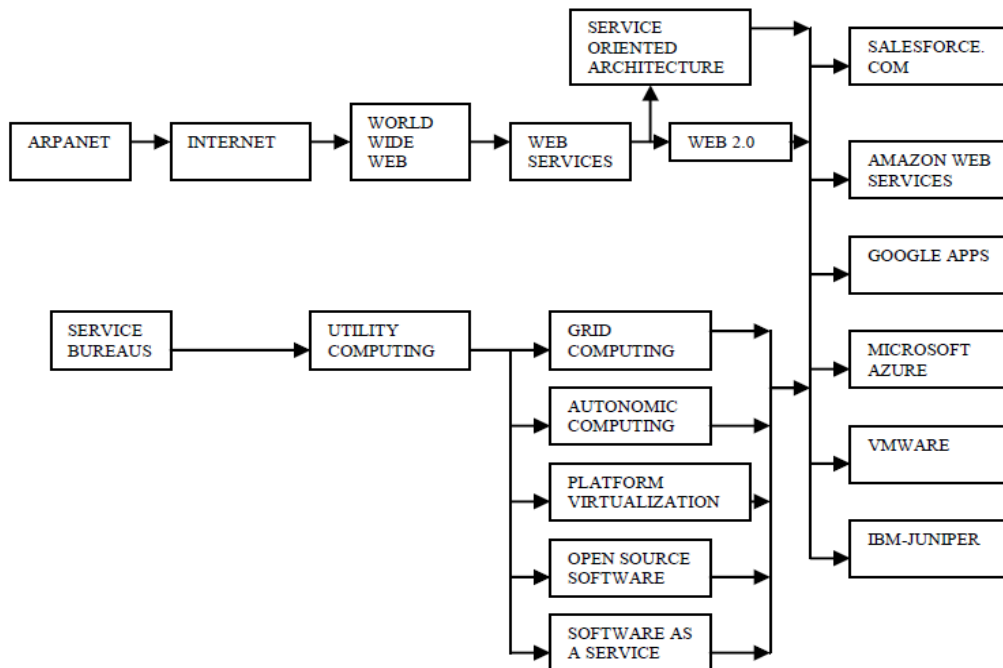 SERVICE
ORIENTED
ARCHITECTURE
SALESFORCE.
COM
ARPANET
INTERNET
WORLD
WIDE
WEB
WEB
SERVICES
WEB 2.0
AMAZON WEB
SERVICES
GOOGLE APPS
SERVICE
BUREAUS
UTILITY
COMPUTING
GRID
COMPUTING
MICROSOFT
AZURE
AUTONOMIC
COMPUTING
VMWARE
PLATFORM
VIRTUALIZATION
OPEN SOURCE
SOFTWARE
IBM-JUNIPER
SOFTWARE AS
A SERVICE